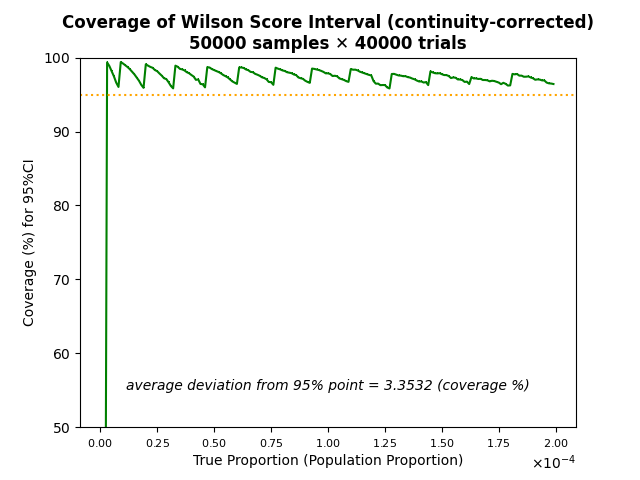 Coverage of Wilson Score Interval (continuity-corrected)
50000 samples × 40000 trials
Coverage (%) for 95%CI
100
90
80
70
60
50
average deviation from 95% point = 3.3532 (coverage %)
0.00 0.25 0.50 0.75 1.00 1.25 1.50 1.75 2.00
True Proportion (Population Proportion)
×10⁻⁴